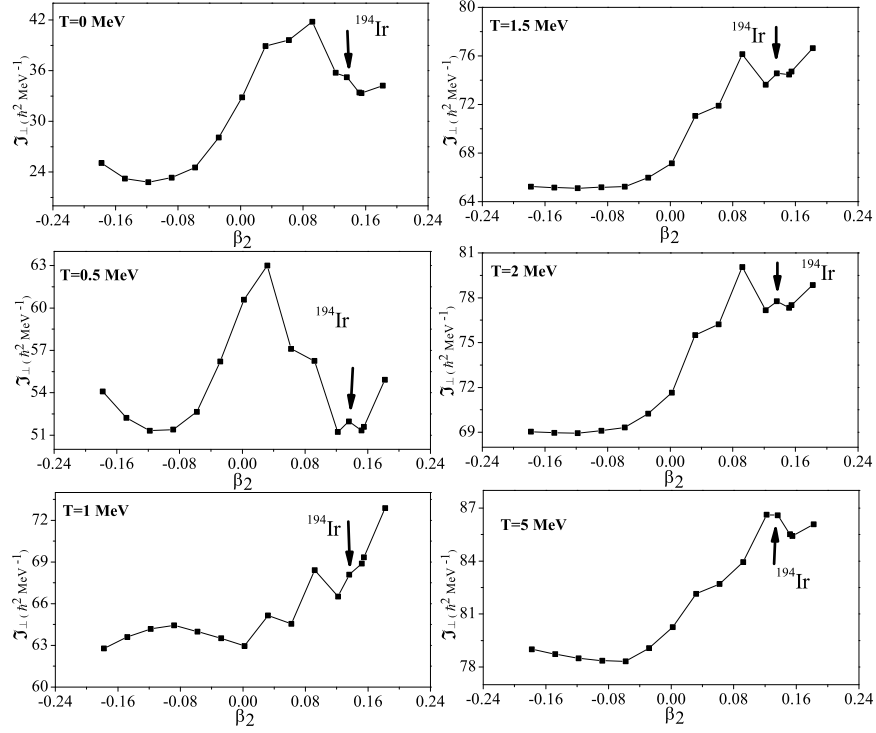 T=0 MeV
¹⁹⁴Ir
42
36
30
24
𝕴⊥ (ℏ² MeV⁻¹)
-0.24 -0.16 -0.08 0.00 0.08 0.16 0.24
β₂
T=1.5 MeV
¹⁹⁴Ir
80
76
72
68
64
𝕴⊥ (ℏ² MeV⁻¹)
-0.24 -0.16 -0.08 0.00 0.08 0.16 0.24
β₂
T=0.5 MeV
¹⁹⁴Ir
63
60
57
54
51
𝕴⊥ (ℏ² MeV⁻¹)
-0.24 -0.16 -0.08 0.00 0.08 0.16 0.24
β₂
T=2 MeV
¹⁹⁴Ir
81
78
75
72
69
𝕴⊥ (ℏ² MeV⁻¹)
-0.24 -0.16 -0.08 0.00 0.08 0.16 0.24
β₂
T=1 MeV
¹⁹⁴Ir
72
69
66
63
60
𝕴⊥ (ℏ² MeV⁻¹)
-0.24 -0.16 -0.08 0.00 0.08 0.16 0.24
β₂
T=5 MeV
¹⁹⁴Ir
87
84
81
78
𝕴⊥ (ℏ² MeV⁻¹)
-0.24 -0.16 -0.08 0.00 0.08 0.16 0.24
β₂